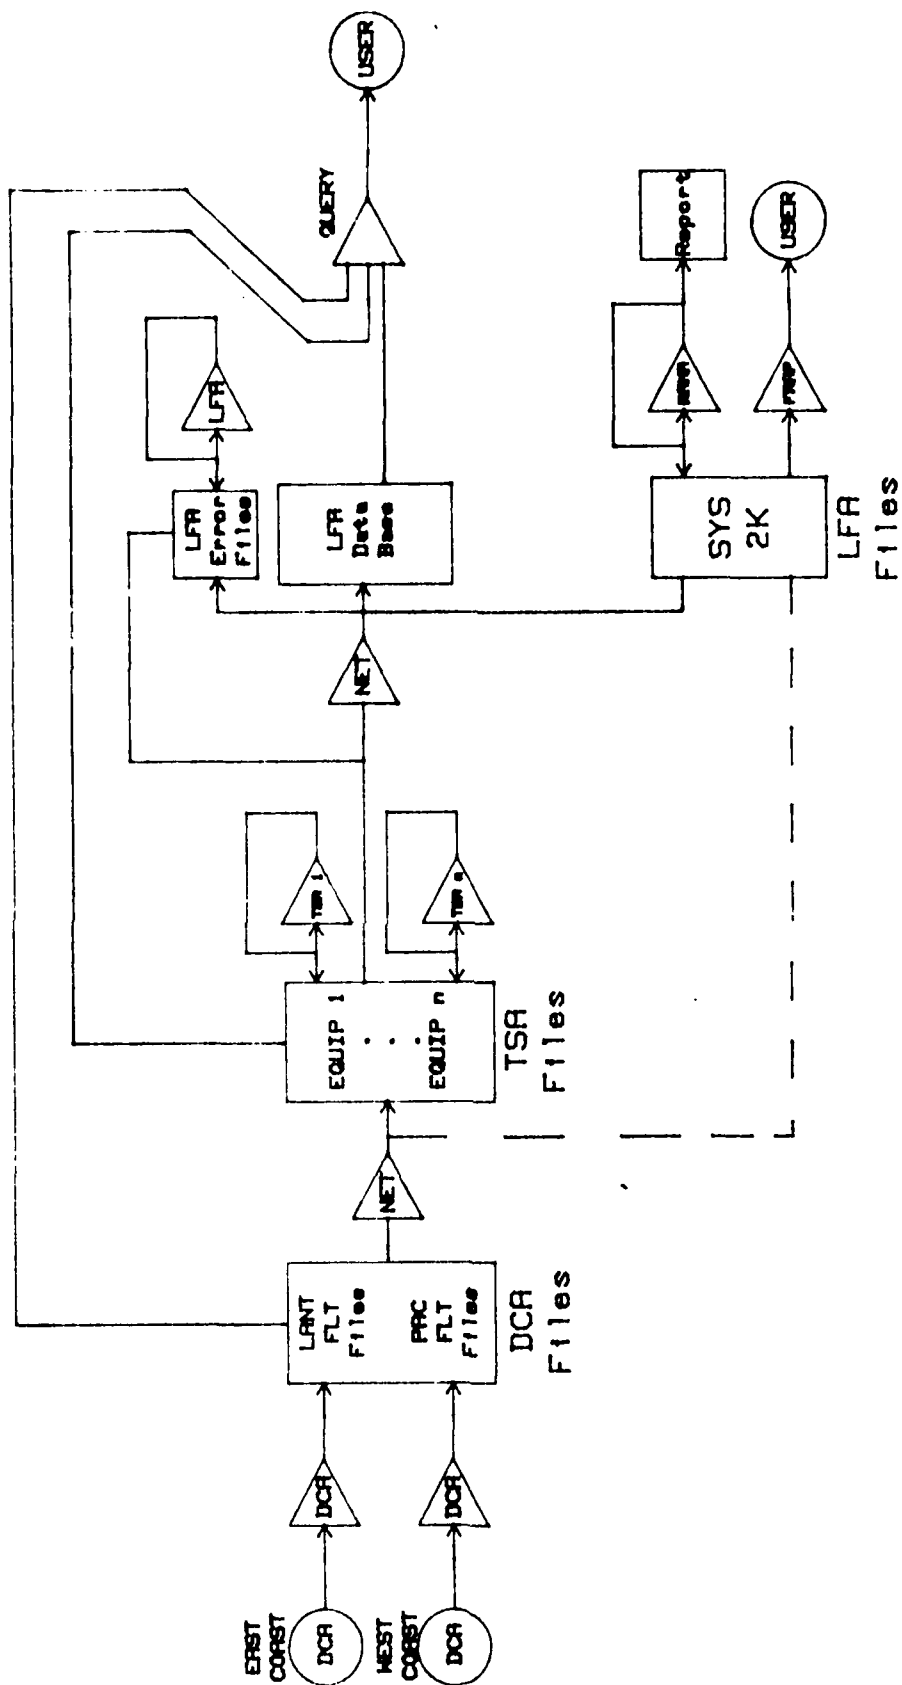 EAST
COAST
DCA
DCA
WEST
COAST
DCA
DCA
LANT
FLT
Files
PAC
FLT
Files
DCA
Files
NET
EQUIP 1
EQUIP n
TSA
Files
TSA 1
TSA n
NET
LFA
Error
Files
LFA
LFA
Data
Base
QUERY
USER
SYS
2K
LFA
Files
Report
USER